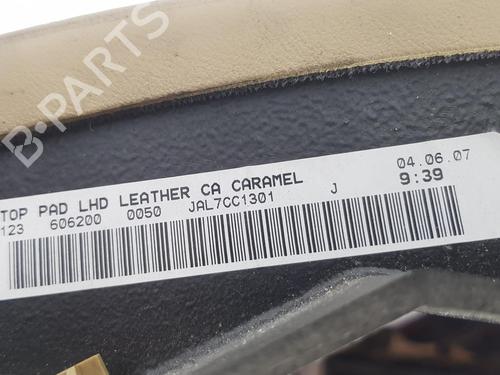 B-PARTS
TOP PAD LHD LEATHER CA CARAMEL 04.06.07
123 606200 0050 JAL7CC1301 J 9:39